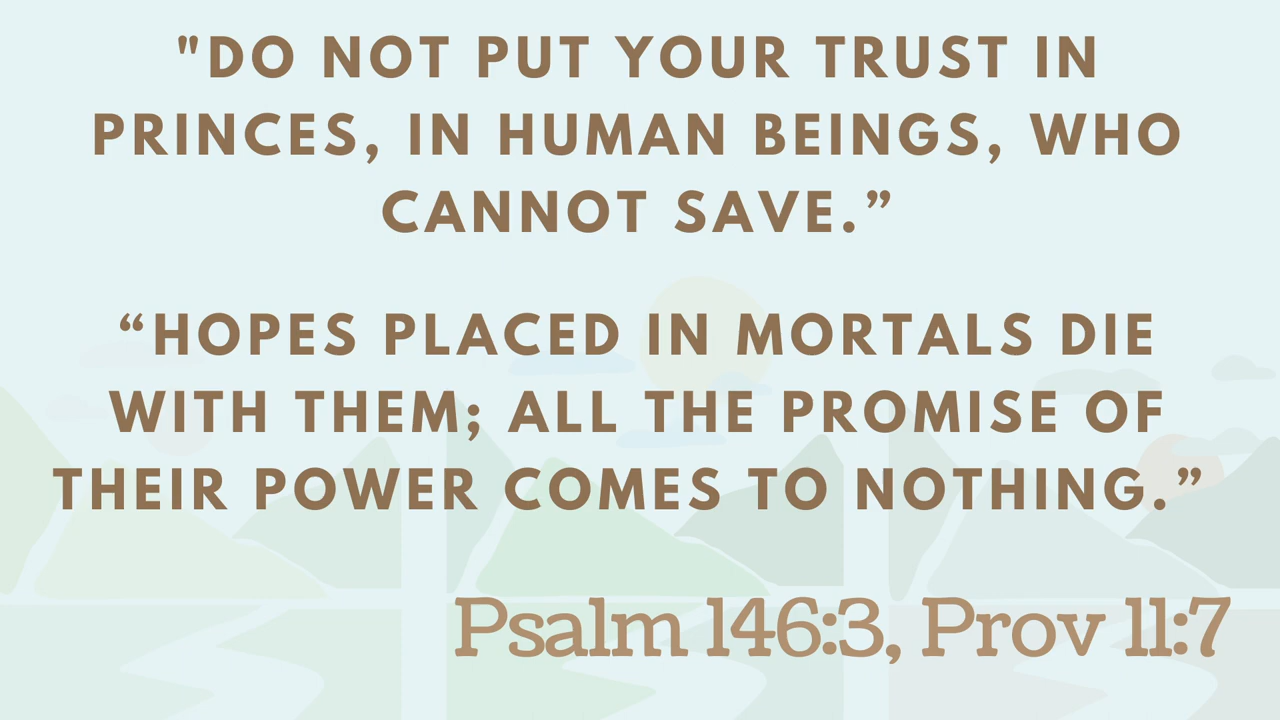 "DO NOT PUT YOUR TRUST IN
PRINCES, IN HUMAN BEINGS, WHO
CANNOT SAVE.”
“HOPES PLACED IN MORTALS DIE
WITH THEM; ALL THE PROMISE OF
THEIR POWER COMES TO NOTHING.”
Psalm 146:3, Prov 11:7